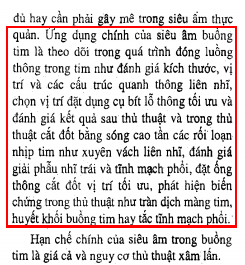 đủ hay cần phải gây mê trong siêu âm thực
quản. Ứng dụng chính của siêu âm buồng
tim là theo dõi trong quá trình đóng luồng
thông trong tim như đánh giá kích thước, vị
trí và các cấu trúc quanh thông liên nhĩ,
chọn vị trí đặt dụng cụ bít lỗ thông tối ưu và
đánh giá kết quả sau thủ thuật và trong thủ
thuật cắt đốt bằng sóng cao tần các rối loạn
nhịp tim như xuyên vách liên nhĩ, đánh giá
giải phẫu nhĩ trái và tĩnh mạch phổi, đặt ống
thông cắt đốt vị trí tối ưu, phát hiện biến
chứng trong thủ thuật như tràn dịch màng tim,
huyết khối buồng tim hay tắc tĩnh mạch phổi.
Hạn chế chính của siêu âm trong buồng
tim là giá cả và nguy cơ thủ thuật xâm lấn.